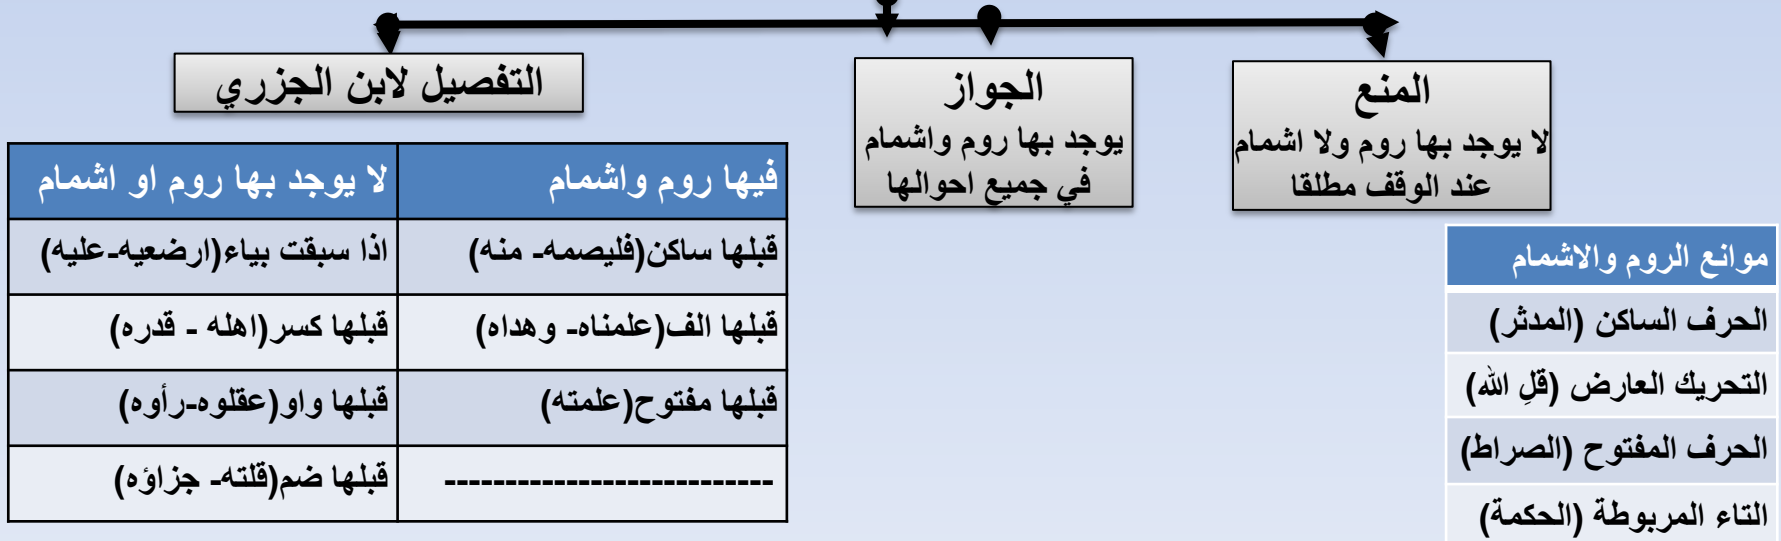 المنع
لا يوجد بها روم ولا اشمام
عند الوقف مطلقا
الجواز
يوجد بها روم واشمام
في جميع احوالها
التفصيل لابن الجزري
فيها روم واشمام
لا يوجد بها روم او اشمام
قبلها ساكن(فليصمه- منه)
اذا سبقت بياء(ارضعيه-عليه)
قبلها الف(علمناه- وهداه)
قبلها كسر(اهله - قدره)
قبلها مفتوح(علمته)
قبلها واو(عقلوه-رأوه)
---------------------------
قبلها ضم(قلته- جزاؤه)
موانع الروم والاشمام
الحرف الساكن (المدثر)
التحريك العارض (قلِ الله)
الحرف المفتوح (الصراط)
التاء المربوطة (الحكمة)